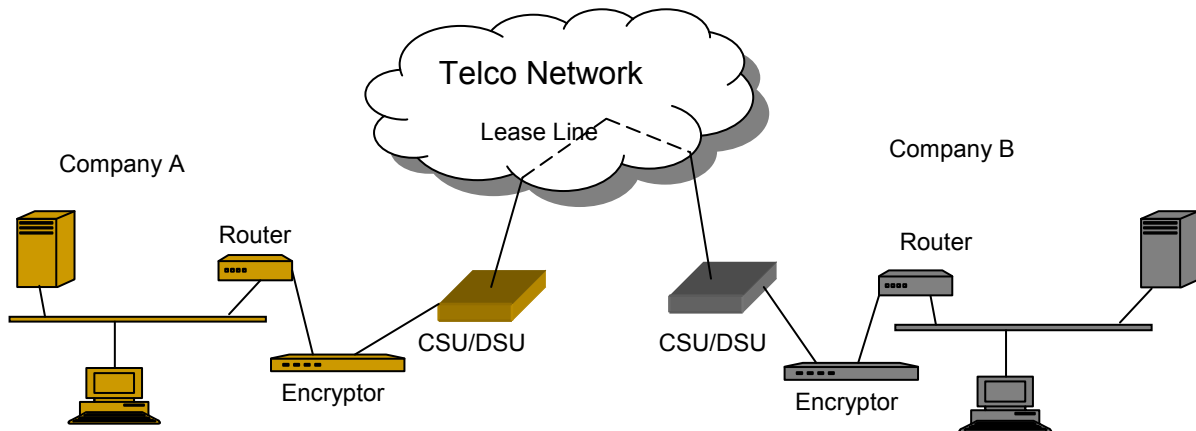 Telco Network
Lease Line
Company A
Company B
Router
Router
CSU/DSU
CSU/DSU
Encryptor
Encryptor